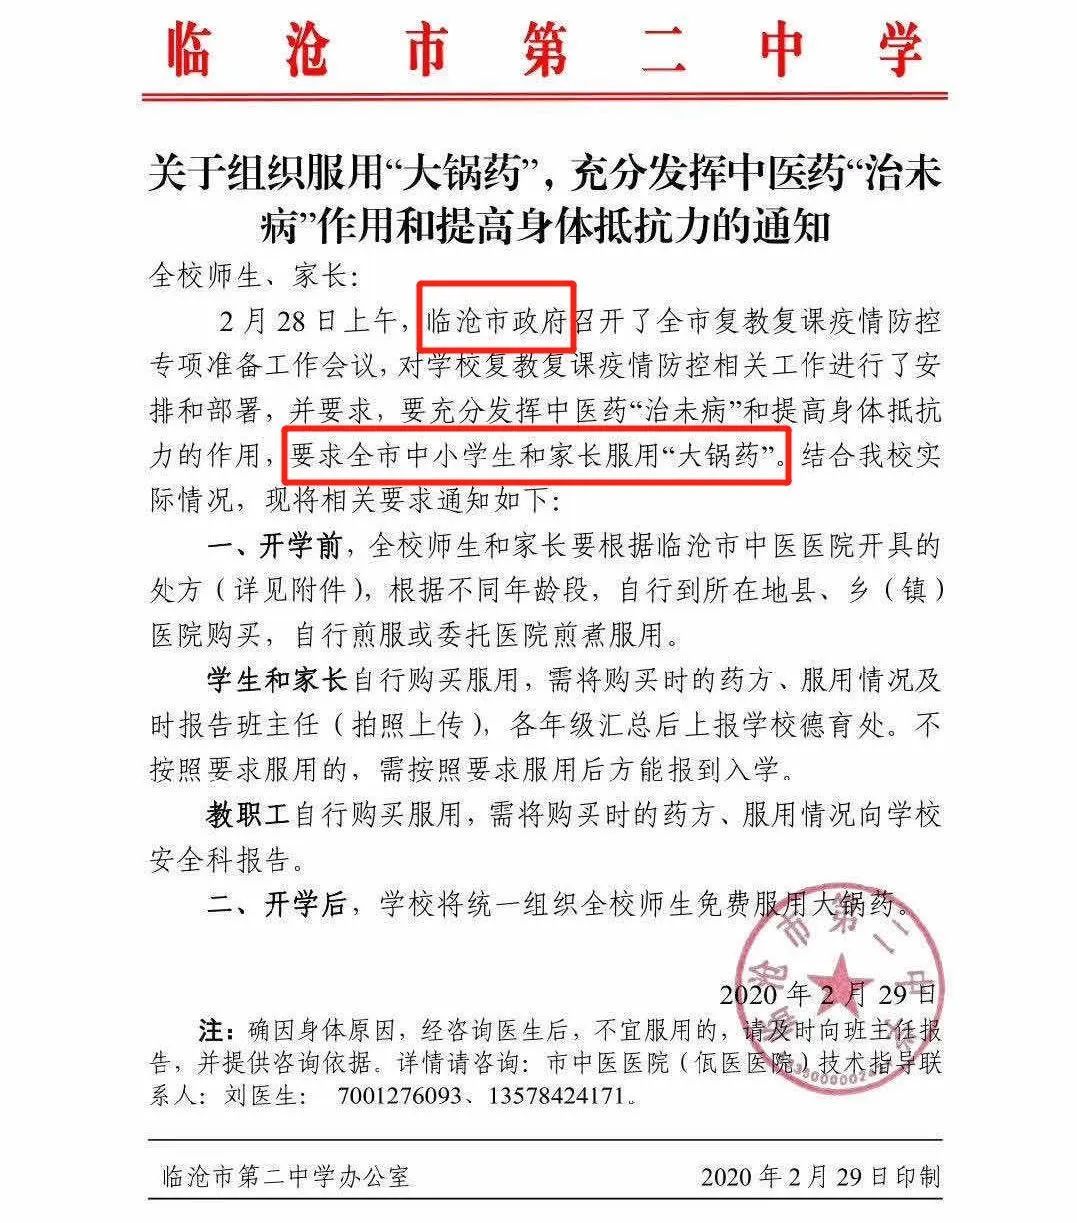 临沧市第二中学
关于组织服用“大锅药”，充分发挥中医药“治未
病”作用和提高身体抵抗力的通知
全校师生、家长：
2月28日上午，临沧市政府召开了全市复教复课疫情防控
专项准备工作会议，对学校复教复课疫情防控相关工作进行了安
排和部署，并要求，要充分发挥中医药“治未病”和提高身体抵抗
力的作用，要求全市中小学生和家长服用“大锅药”。结合我校实
际情况，现将相关要求通知如下：
一、开学前，全校师生和家长要根据临沧市中医医院开具的
处方（详见附件），根据不同年龄段，自行到所在地县、乡（镇）
医院购买，自行煎服或委托医院煎煮服用。
学生和家长自行购买服用，需将购买时的药方、服用情况及
时报告班主任（拍照上传），各年级汇总后上报学校德育处。不
按照要求服用的，需按照要求服用后方能报到入学。
教职工自行购买服用，需将购买时的药方、服用情况向学校
安全科报告。
二、开学后，学校将统一组织全校师生免费服用大锅药。
临沧市第二中学
2020年2月29日
注：确因身体原因，经咨询医生后，不宜服用的，请及时向班主任报
告，并提供咨询依据。详情请咨询：市中医医院（佤医医院）技术指导联
系人：刘医生： 7001276093、13578424171。
临沧市第二中学办公室 2020年2月29日印制